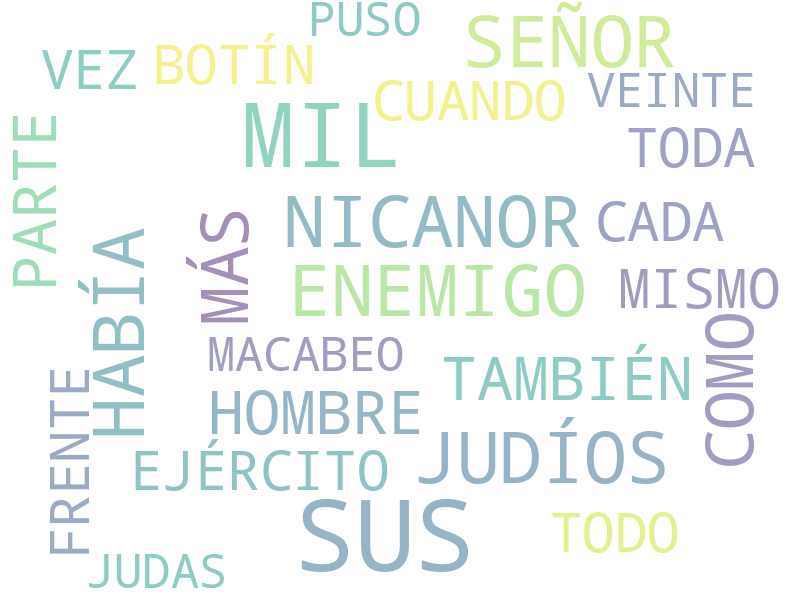 PUSO
SEÑOR
VEZ
BOTÍN
CUANDO
VEINTE
MIL
TODA
PARTE
NICANOR
CADA
MÁS
HABÍA
ENEMIGO
MISMO
MACABEO
TAMBIÉN
COMO
HOMBRE
FRENTE
EJÉRCITO
JUDÍOS
SUS
TODO
JUDAS